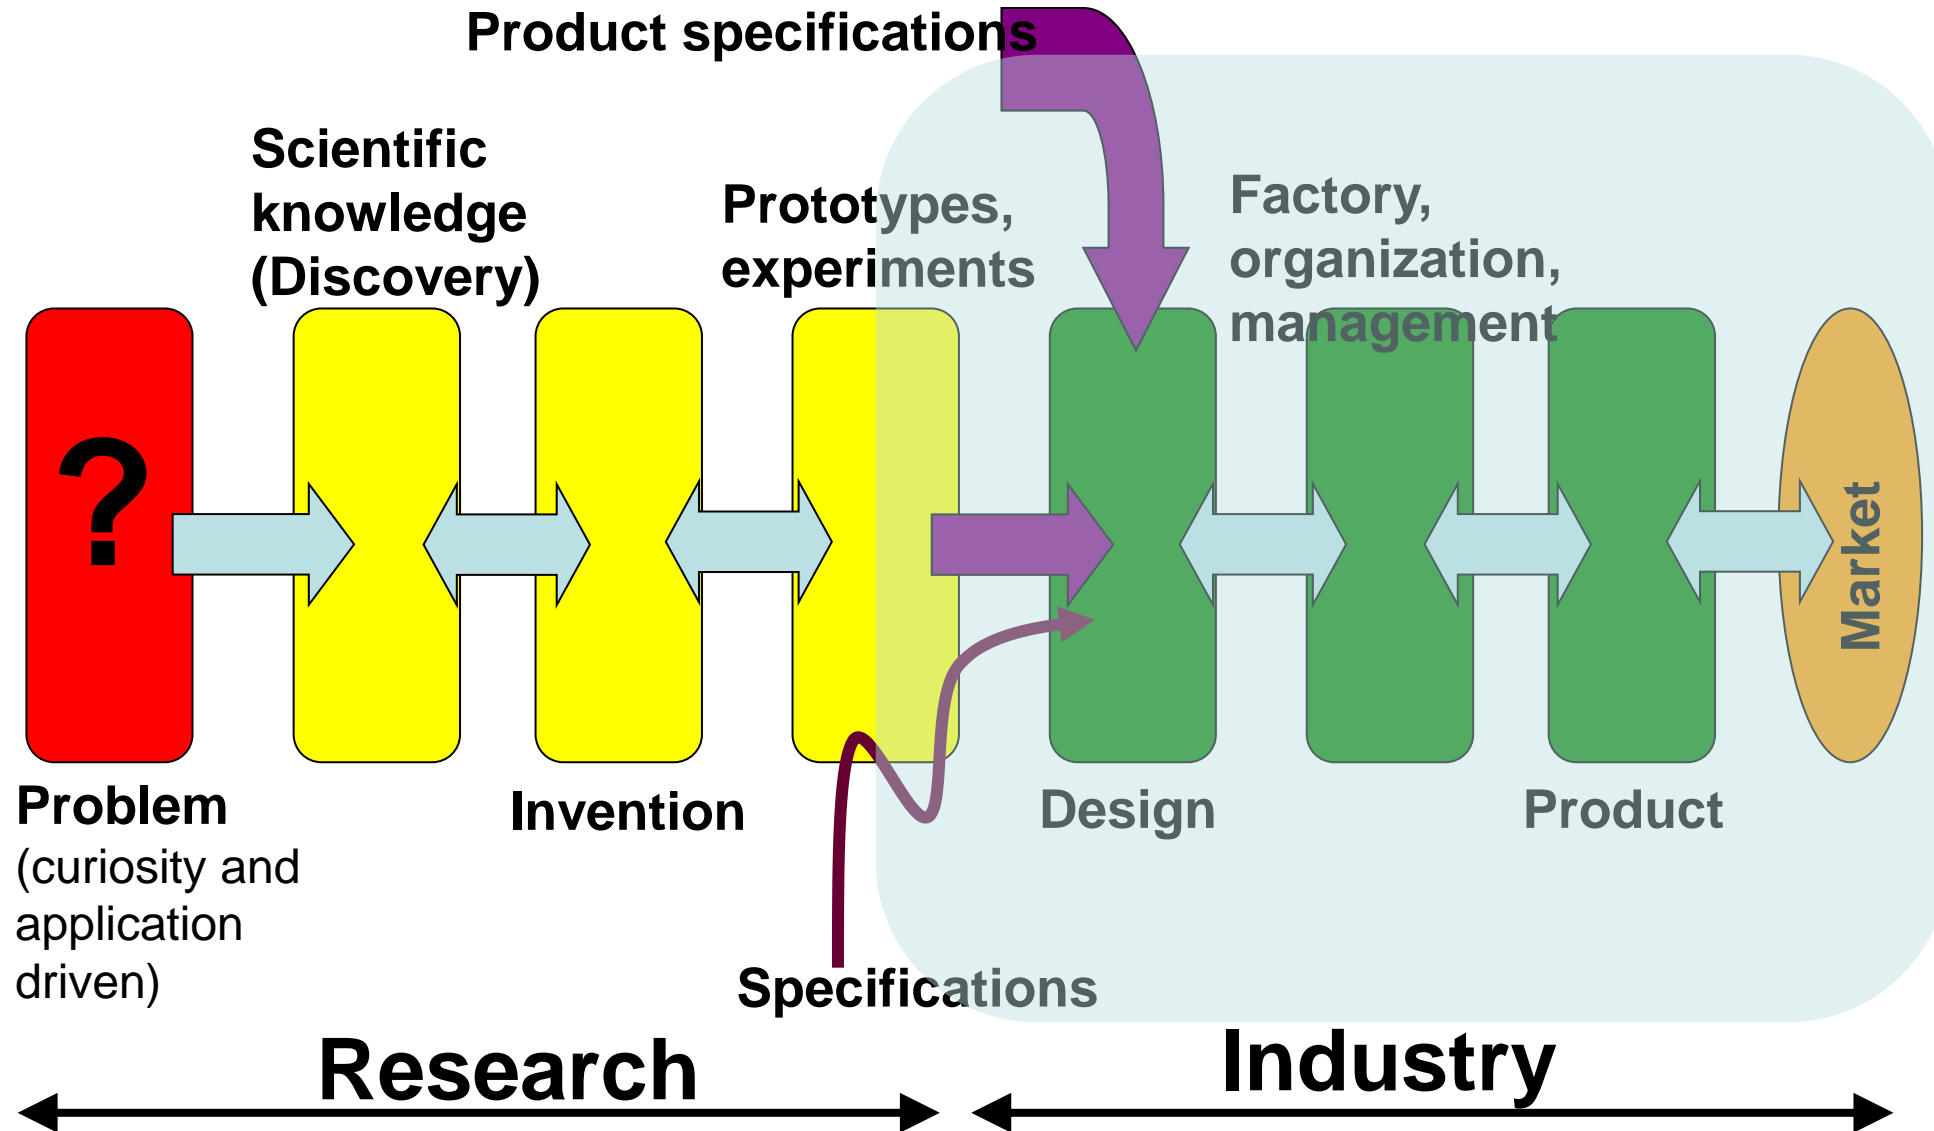 Product specifications
Scientific
knowledge
(Discovery)
Prototypes,
experiments
Factory,
organization,
management
?
Market
Problem
(curiosity and
application
driven)
Invention
Design
Product
Specifications
Research
Industry